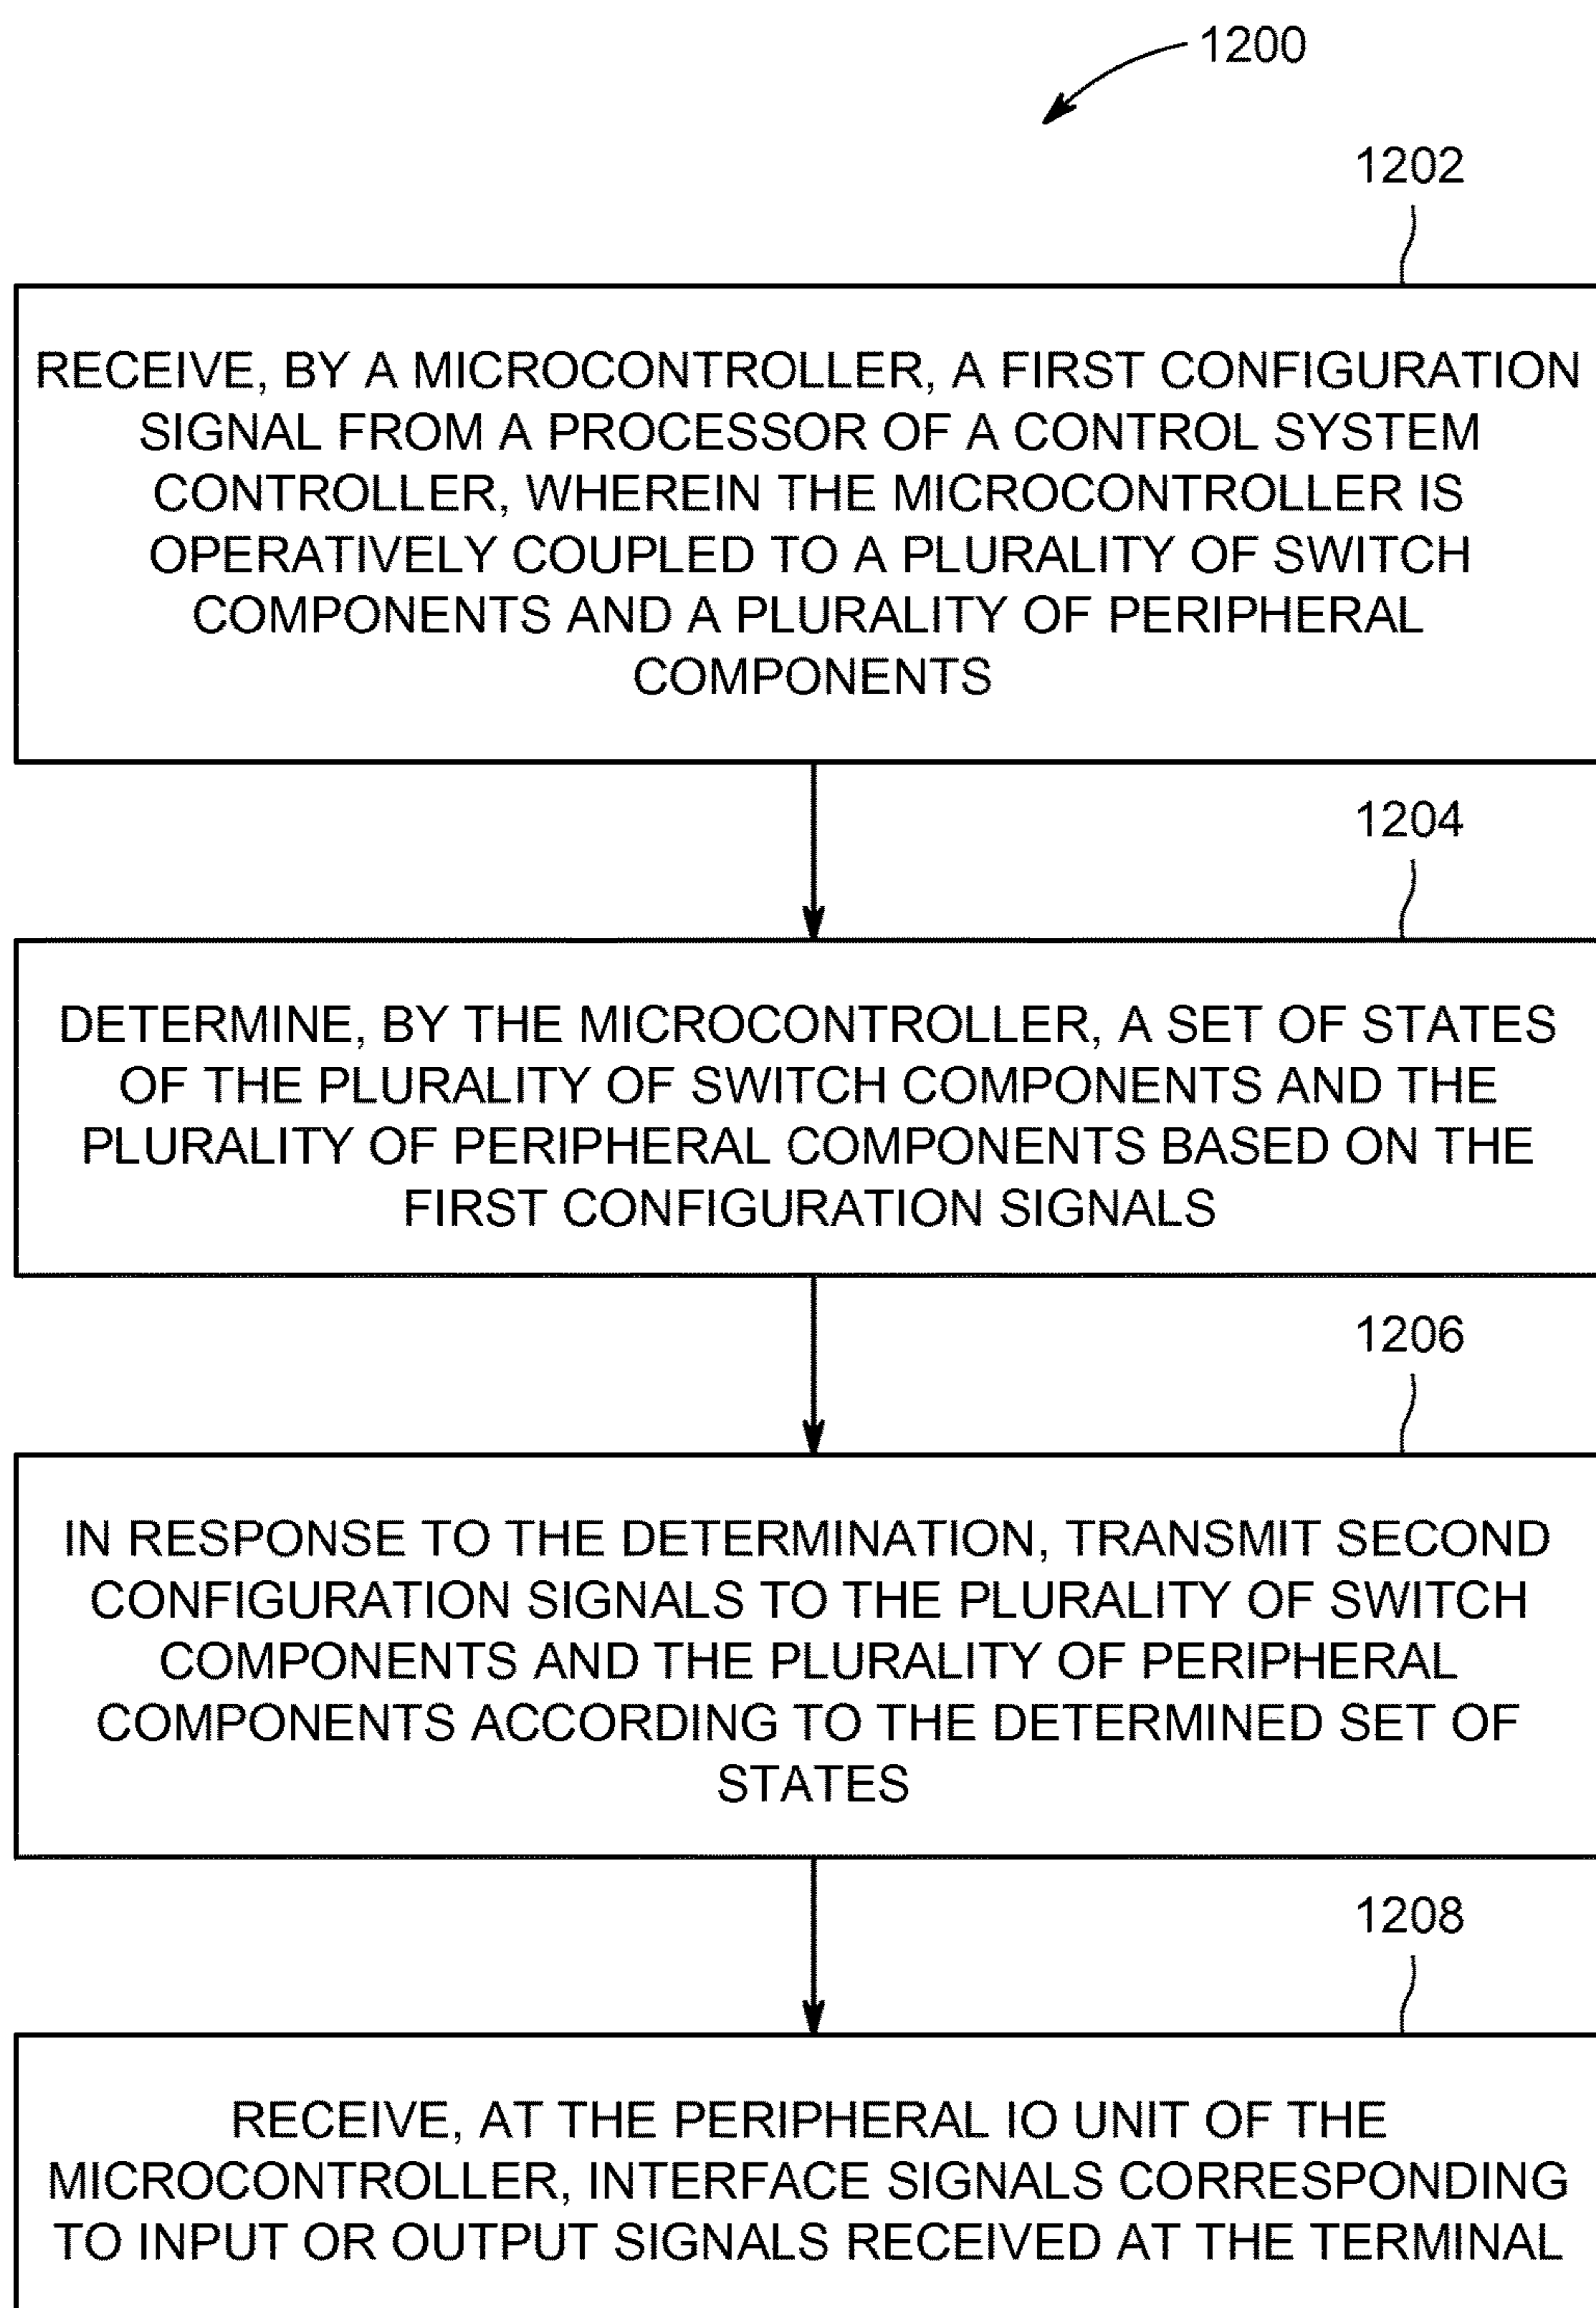 1200
1202
RECEIVE, BY A MICROCONTROLLER, A FIRST CONFIGURATION
SIGNAL FROM A PROCESSOR OF A CONTROL SYSTEM
CONTROLLER, WHEREIN THE MICROCONTROLLER IS
OPERATIVELY COUPLED TO A PLURALITY OF SWITCH
COMPONENTS AND A PLURALITY OF PERIPHERAL
COMPONENTS
1204
DETERMINE, BY THE MICROCONTROLLER, A SET OF STATES
OF THE PLURALITY OF SWITCH COMPONENTS AND THE
PLURALITY OF PERIPHERAL COMPONENTS BASED ON THE
FIRST CONFIGURATION SIGNALS
1206
IN RESPONSE TO THE DETERMINATION, TRANSMIT SECOND
CONFIGURATION SIGNALS TO THE PLURALITY OF SWITCH
COMPONENTS AND THE PLURALITY OF PERIPHERAL
COMPONENTS ACCORDING TO THE DETERMINED SET OF
STATES
1208
RECEIVE, AT THE PERIPHERAL IO UNIT OF THE
MICROCONTROLLER, INTERFACE SIGNALS CORRESPONDING
TO INPUT OR OUTPUT SIGNALS RECEIVED AT THE TERMINAL